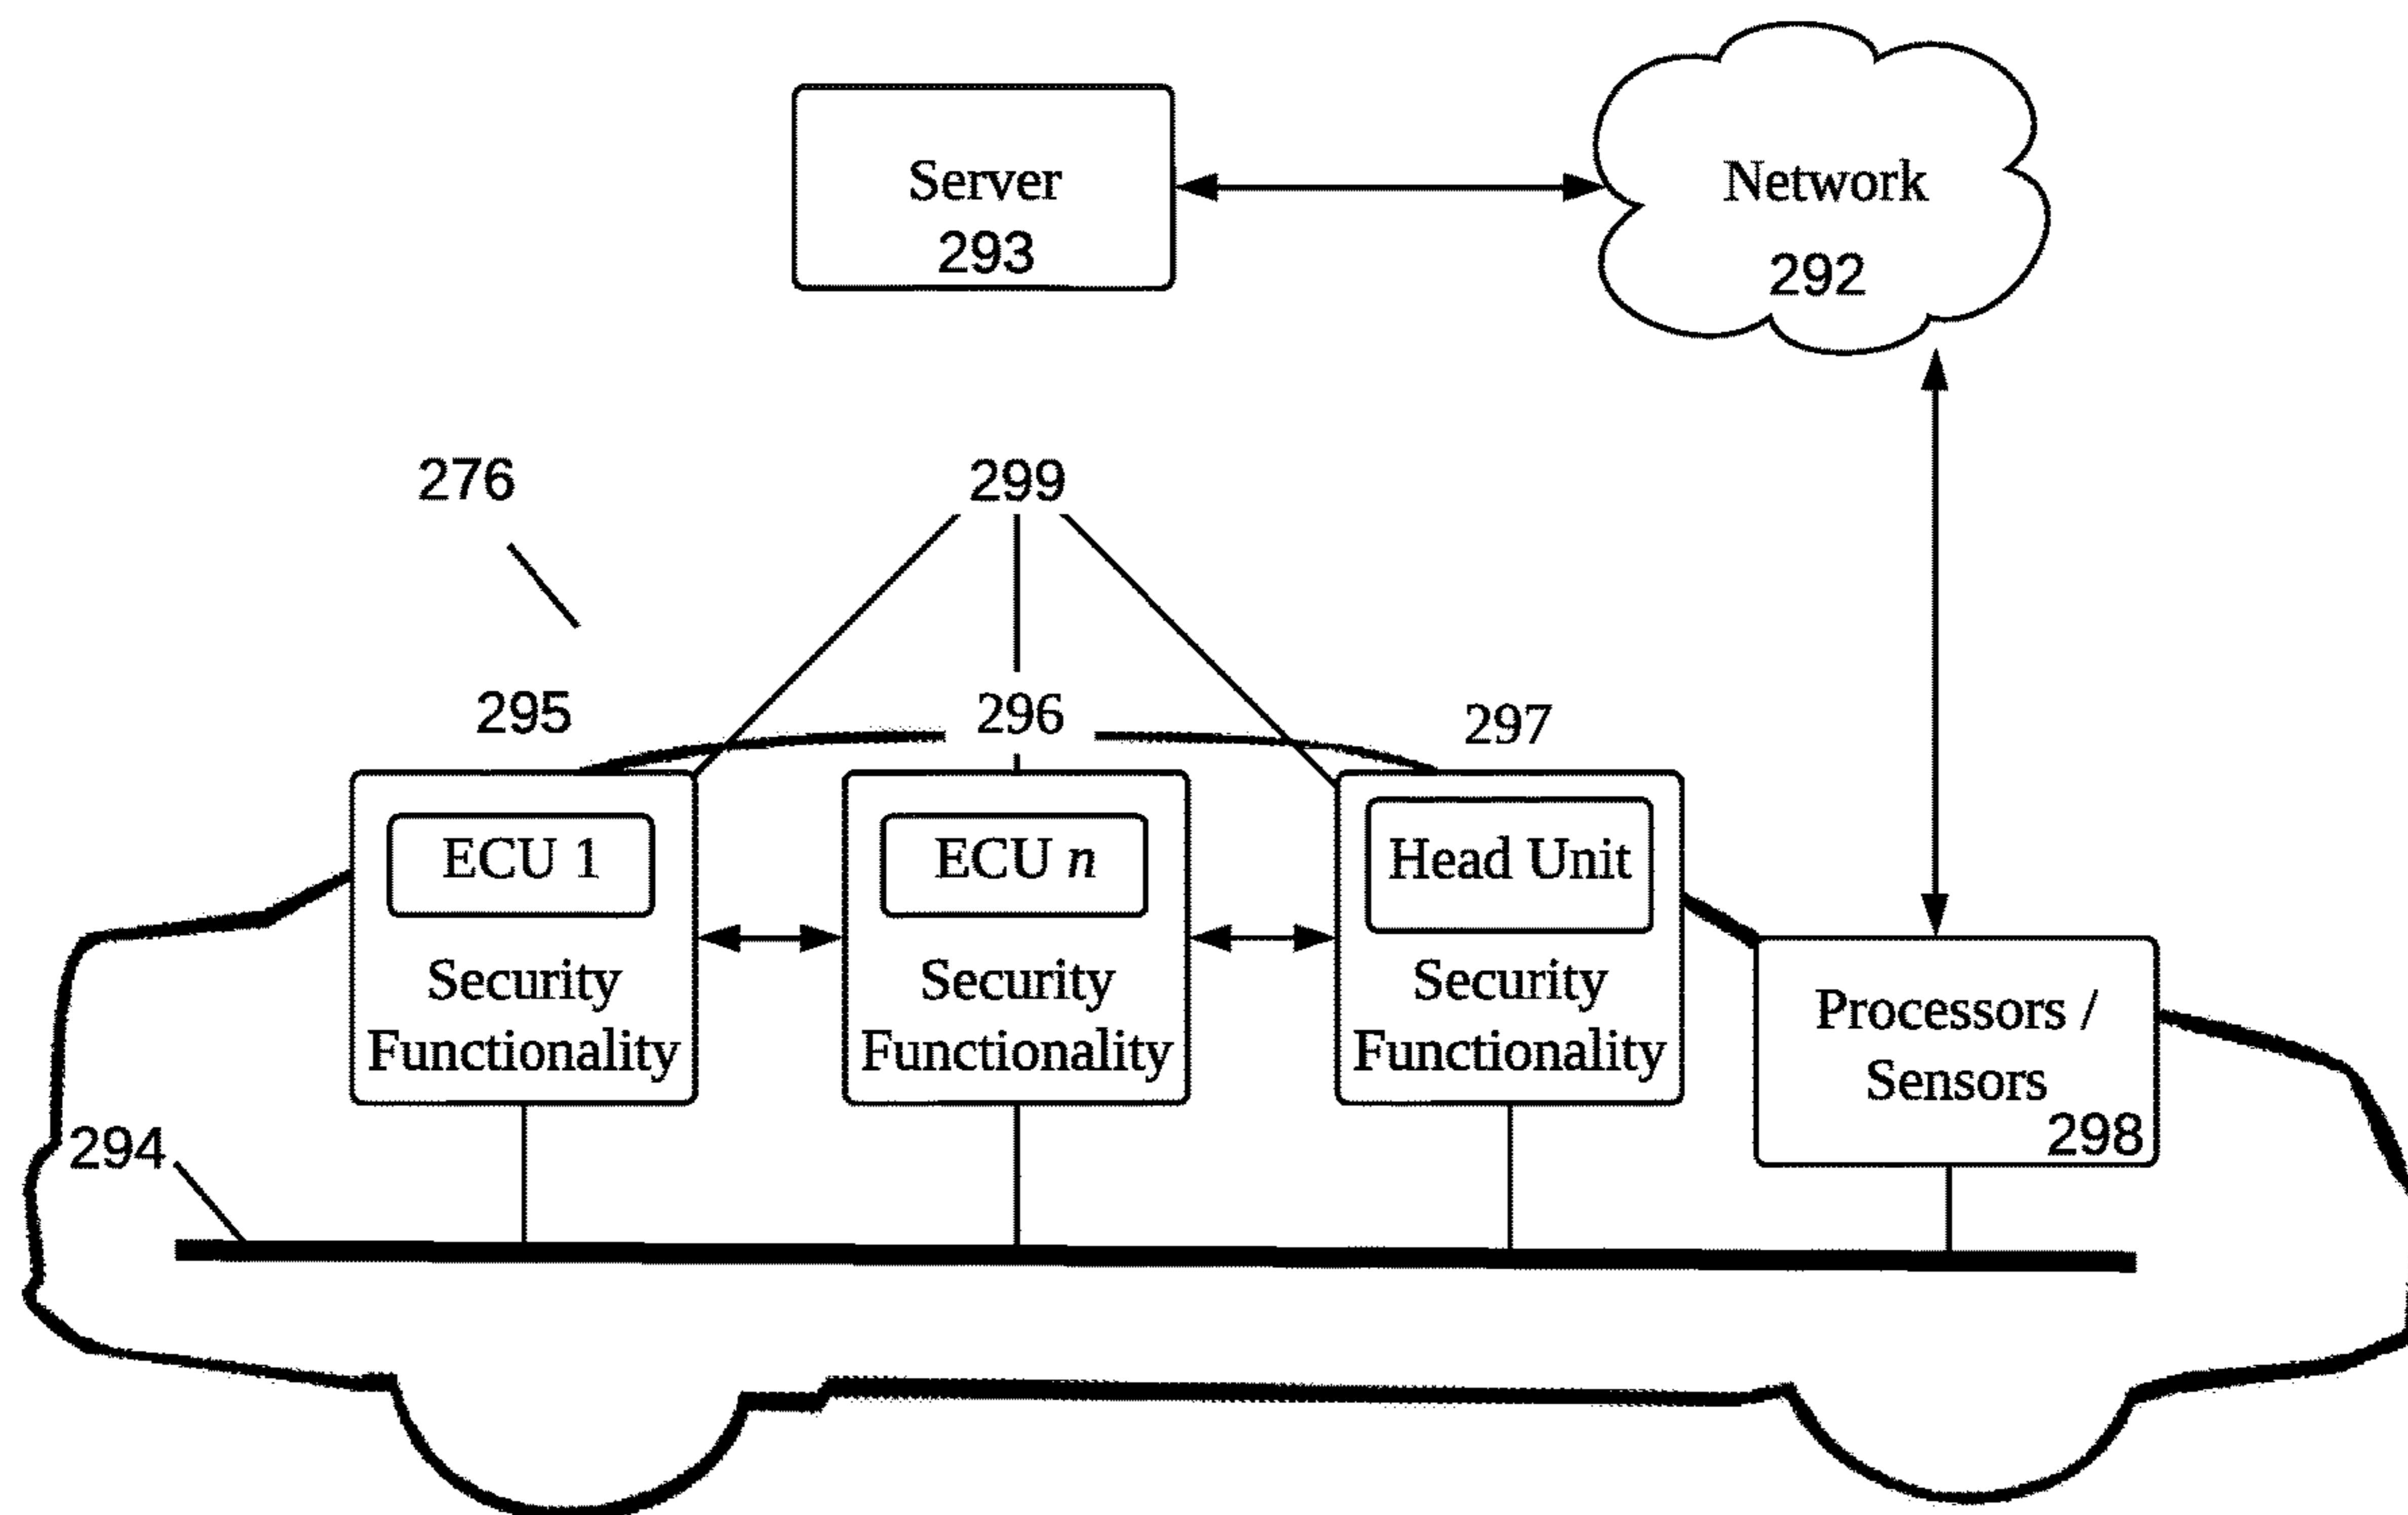 Server
293
Network
292
276
299
295
296
297
ECU 1
Security
Functionality
ECU n
Security
Functionality
Head Unit
Security
Functionality
Processors /
Sensors
298
294